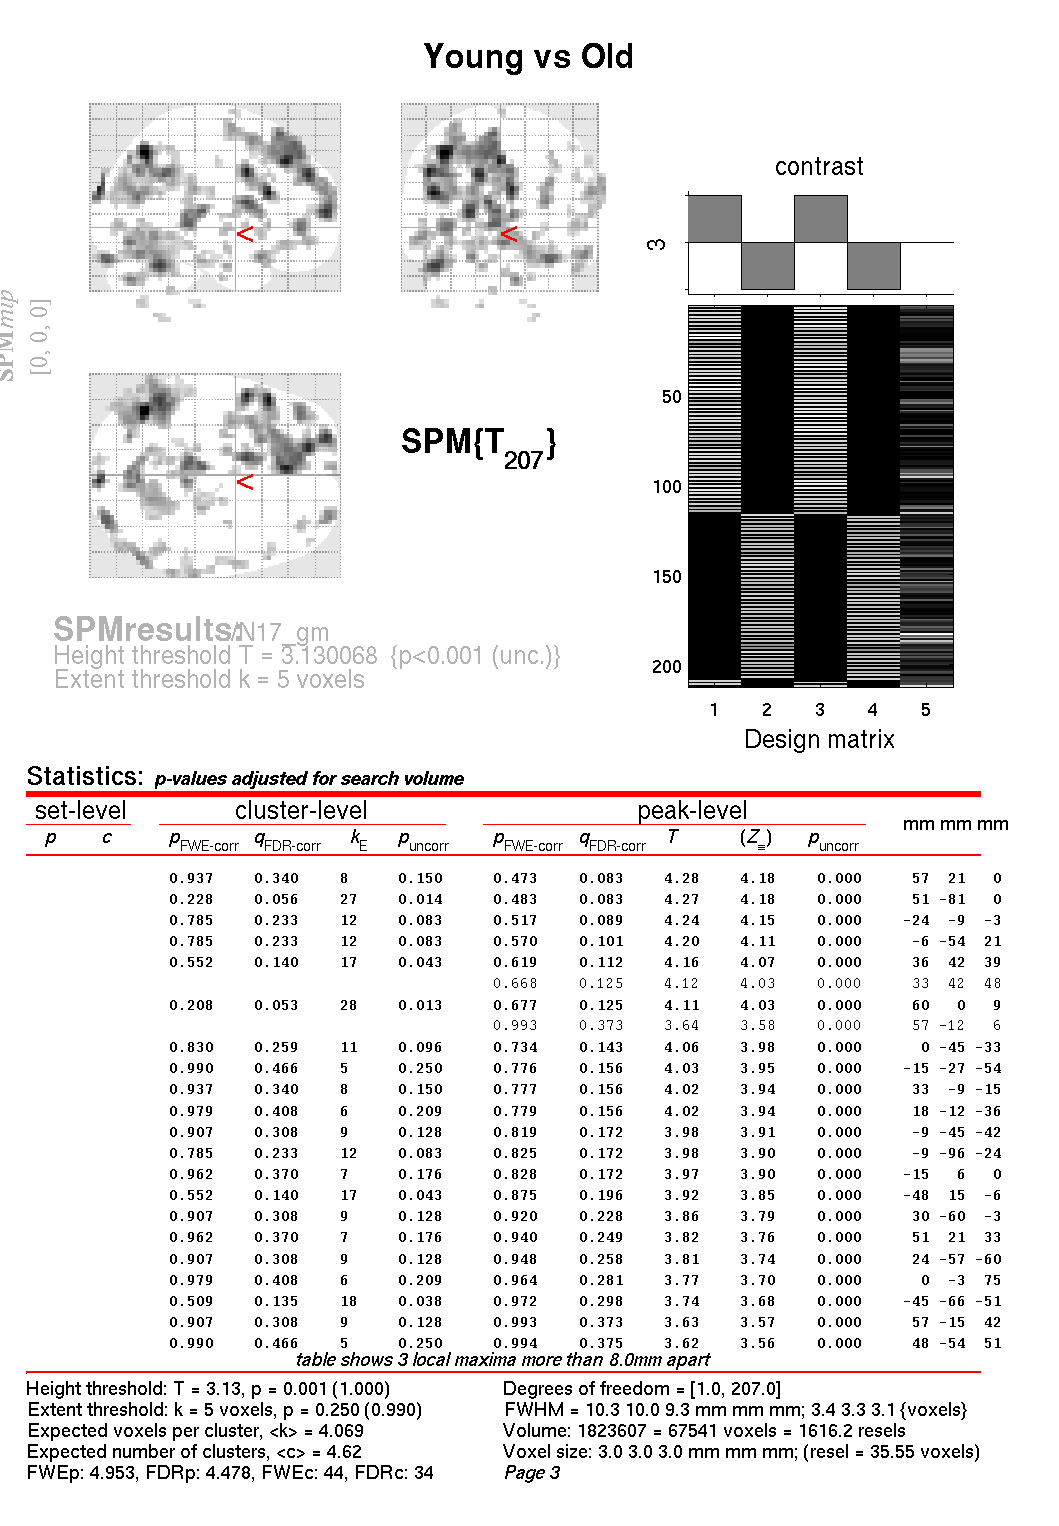 Young vs Old
contrast
3
<
<
SPMmip
[0, 0, 0]
<
SPM{T207}
50
100
150
200
1 2 3 4 5
Design matrix
SPMresults: ./N17_gm
Height threshold T = 3.130068 {p<0.001 (unc.)}
Extent threshold k = 5 voxels
Statistics: p-values adjusted for search volume
set-level cluster-level peak-level
mm mm mm
p c pFWE-corr qFDR-corr kE puncorr pFWE-corr qFDR-corr T (Z≡) puncorr
0.937 0.340 8 0.150 0.473 0.083 4.28 4.18 0.000 57 21 0
0.228 0.056 27 0.014 0.483 0.083 4.27 4.18 0.000 51 -81 0
0.785 0.233 12 0.083 0.517 0.089 4.24 4.15 0.000 -24 -9 -3
0.785 0.233 12 0.083 0.570 0.101 4.20 4.11 0.000 -6 -54 21
0.552 0.140 17 0.043 0.619 0.112 4.16 4.07 0.000 36 42 39
0.668 0.125 4.12 4.03 0.000 33 42 48
0.208 0.053 28 0.013 0.677 0.125 4.11 4.03 0.000 60 0 9
0.993 0.373 3.64 3.58 0.000 57 -12 6
0.830 0.259 11 0.096 0.734 0.143 4.06 3.98 0.000 0 -45 -33
0.990 0.466 5 0.250 0.776 0.156 4.03 3.95 0.000 -15 -27 -54
0.937 0.340 8 0.150 0.777 0.156 4.02 3.94 0.000 33 -9 -15
0.979 0.408 6 0.209 0.779 0.156 4.02 3.94 0.000 18 -12 -36
0.907 0.308 9 0.128 0.819 0.172 3.98 3.91 0.000 -9 -45 -42
0.785 0.233 12 0.083 0.825 0.172 3.98 3.90 0.000 -9 -96 -24
0.962 0.370 7 0.176 0.828 0.172 3.97 3.90 0.000 -15 6 0
0.552 0.140 17 0.043 0.875 0.196 3.92 3.85 0.000 -48 15 -6
0.907 0.308 9 0.128 0.920 0.228 3.86 3.79 0.000 30 -60 -3
0.962 0.370 7 0.176 0.940 0.249 3.82 3.76 0.000 51 21 33
0.907 0.308 9 0.128 0.948 0.258 3.81 3.74 0.000 24 -57 -60
0.979 0.408 6 0.209 0.964 0.281 3.77 3.70 0.000 0 -3 75
0.509 0.135 18 0.038 0.972 0.298 3.74 3.68 0.000 -45 -66 -51
0.907 0.308 9 0.128 0.993 0.373 3.63 3.57 0.000 57 -15 42
0.990 0.466 5 0.250 0.994 0.375 3.62 3.56 0.000 48 -54 51
table shows 3 local maxima more than 8.0mm apart
Height threshold: T = 3.13, p = 0.001 (1.000)
Extent threshold: k = 5 voxels, p = 0.250 (0.990)
Expected voxels per cluster, <k> = 4.069
Expected number of clusters, <c> = 4.62
FWEp: 4.953, FDRp: 4.478, FWEc: 44, FDRc: 34
Degrees of freedom = [1.0, 207.0]
FWHM = 10.3 10.0 9.3 mm mm mm; 3.4 3.3 3.1 {voxels}
Volume: 1823607 = 67541 voxels = 1616.2 resels
Voxel size: 3.0 3.0 3.0 mm mm mm; (resel = 35.55 voxels)
Page 3